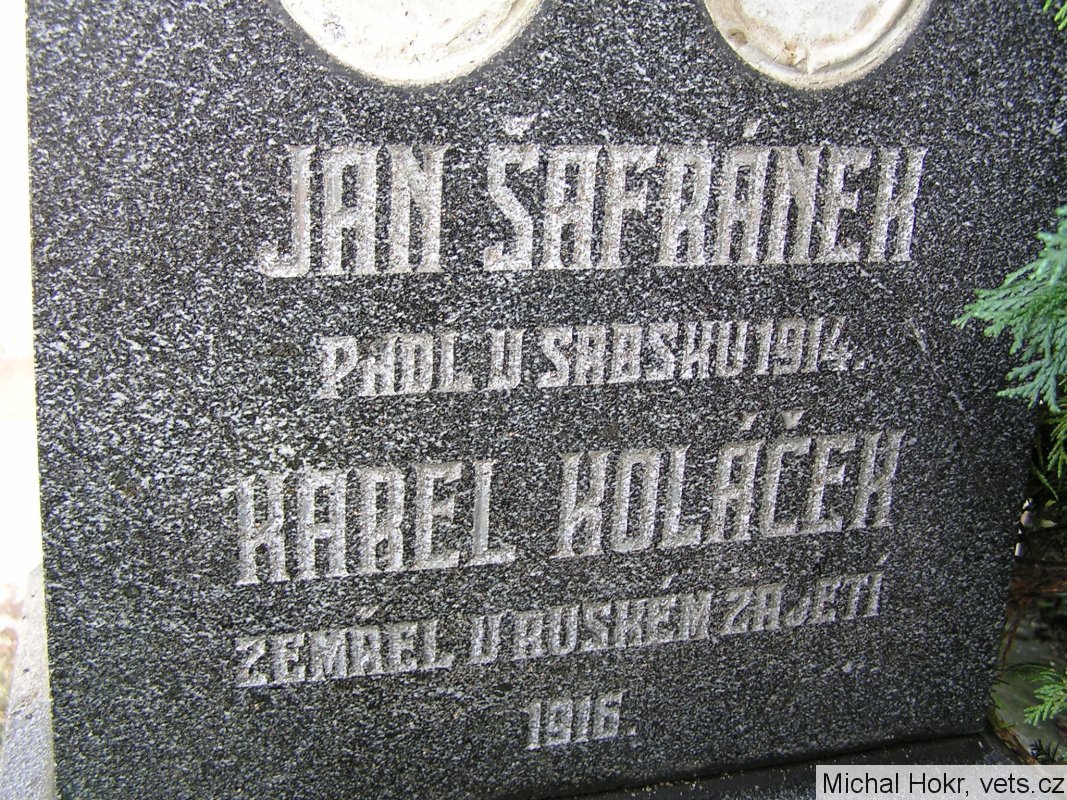 JAN ŠAFRÁNEK
PADL V SRBSKU 1914.
KAREL KOLÁČEK
ZEMŘEL V RUSKÉM ZAJETÍ
1916.
Michal Hokr, vets.cz